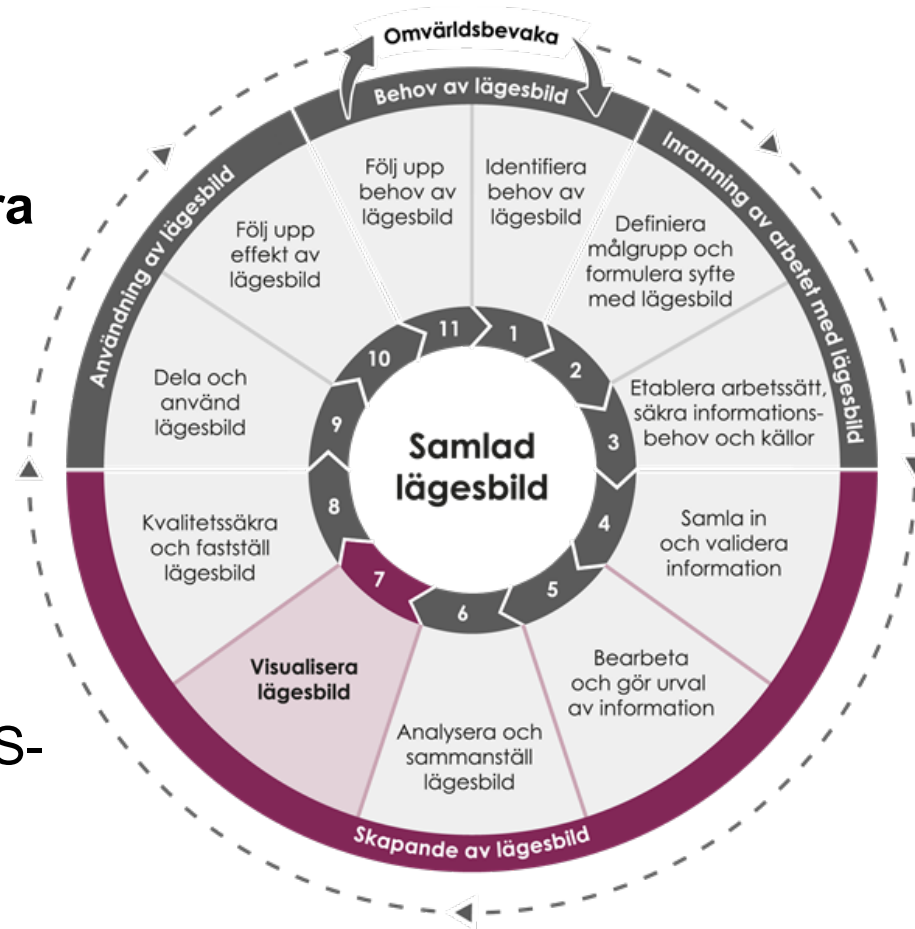 Omvärldsbevaka
Behov av lägesbild
Inramning av arbetet med lägesbild
Användning av lägesbild
Skapande av lägesbild
Identifiera
behov av
lägesbild
Definiera
målgrupp och
formulera syfte
med lägesbild
Etablera arbetssätt,
säkra informations-
behov och källor
Samla in
och validera
information
Bearbeta
och gör urval
av information
Analysera och
sammanställ
lägesbild
Visualisera
lägesbild
Kvalitetssäkra
och fastställ
lägesbild
Dela och
använd
lägesbild
Följ upp
effekt av
lägesbild
Följ upp
behov av
lägesbild
1
2
3
4
5
6
7
8
9
10
11
Samlad
lägesbild
ra
S-